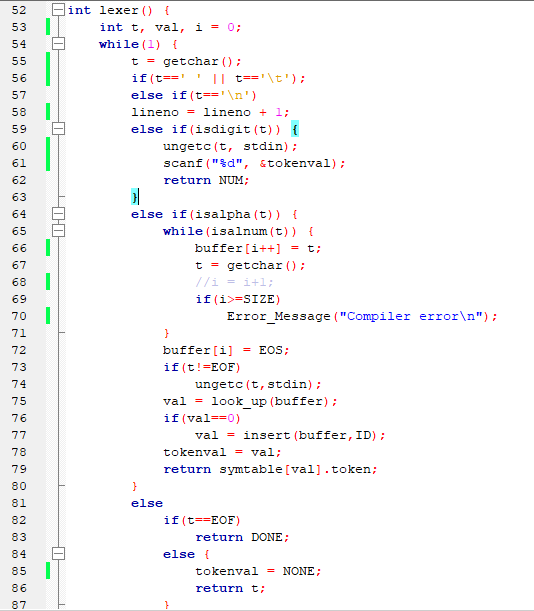 52 int lexer() {
53     int t, val, i = 0;
54     while(1) {
55         t = getchar();
56         if(t==' ' || t=='\t');
57         else if(t=='\n')
58         lineno = lineno + 1;
59         else if(isdigit(t)) {
60             ungetc(t, stdin);
61             scanf("%d", &tokenval);
62             return NUM;
63         }
64         else if(isalpha(t)) {
65             while(isalnum(t)) {
66                 buffer[i++] = t;
67                 t = getchar();
68                 //i = i+1;
69                 if(i>=SIZE)
70                     Error_Message("Compiler error\n");
71             }
72             buffer[i] = EOS;
73             if(t!=EOF)
74                 ungetc(t,stdin);
75             val = look_up(buffer);
76             if(val==0)
77                 val = insert(buffer,ID);
78             tokenval = val;
79             return symtable[val].token;
80         }
81         else
82             if(t==EOF)
83                 return DONE;
84             else {
85                 tokenval = NONE;
86                 return t;
87             }